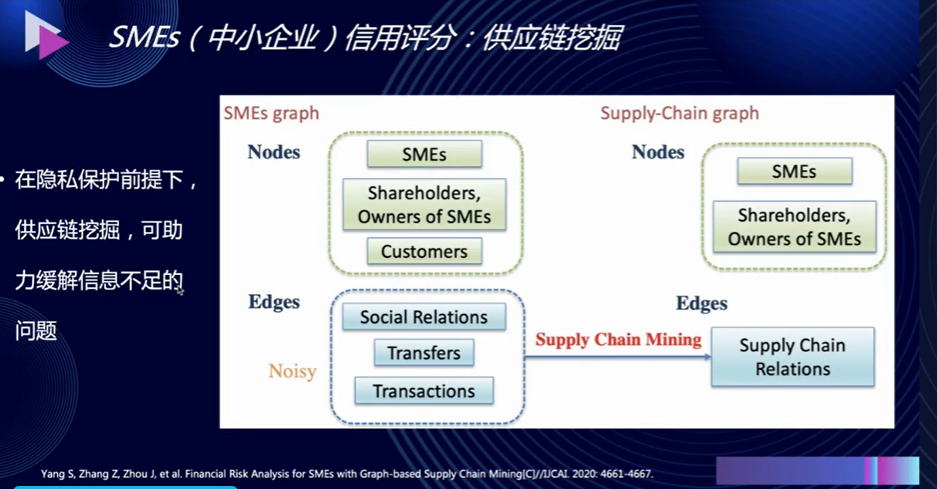 SMEs（中小企业）信用评分：供应链挖掘
• 在隐私保护前提下，
供应链挖掘，可助
力缓解信息不足的
问题
SMEs graph
Nodes
SMEs
Shareholders,
Owners of SMEs
Customers
Edges
Social Relations
Noisy
Transfers
Transactions
Supply Chain Mining
Supply-Chain graph
Nodes
SMEs
Shareholders,
Owners of SMEs
Edges
Supply Chain
Relations
Yang S, Zhang Z, Zhou J, et al. Financial Risk Analysis for SMEs with Graph-based Supply Chain Mining[C]//IJCAI. 2020: 4661-4667.